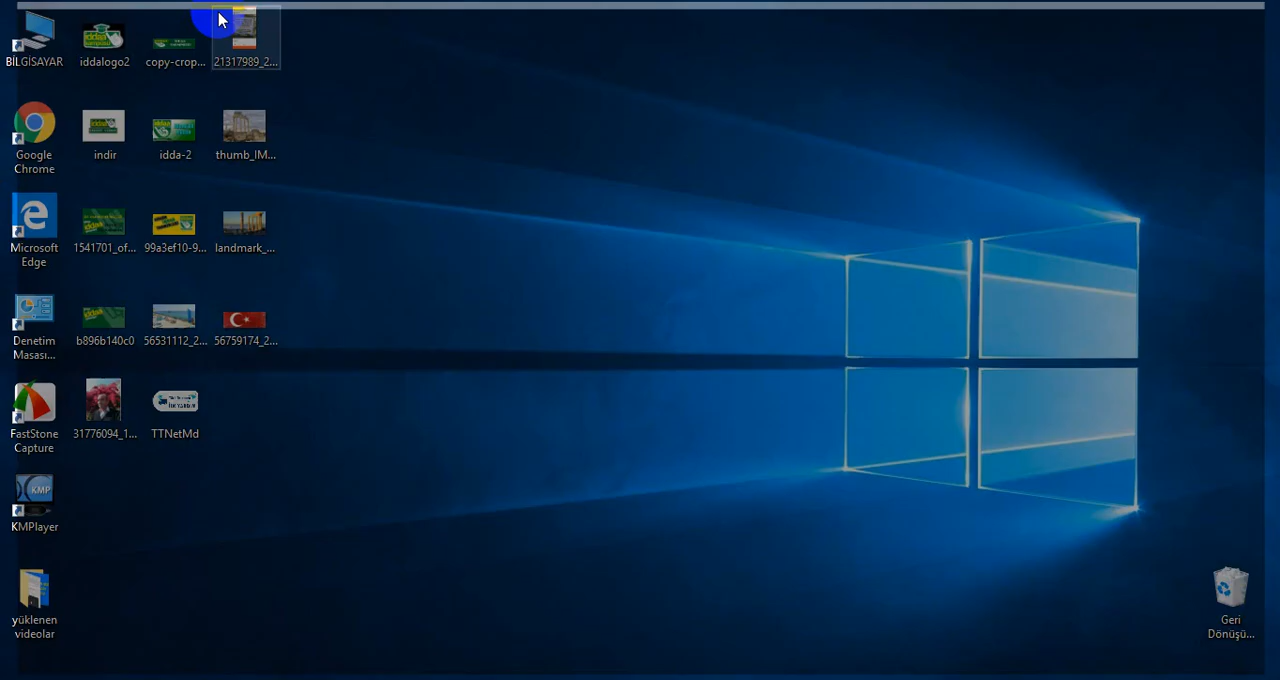 BİLGİSAYAR
iddalogo2
copy-crop...
21317989_2...
Google
Chrome
indir
idda-2
thumb_IM...
Microsoft
Edge
1541701_of...
99a3ef10-9...
landmark_...
Denetim
Masası...
b896b140c0
56531112_2...
56759174_2...
FastStone
Capture
31776094_1...
TTNetMd
KMP
KMPlayer
yüklenen
videolar
Geri
Dönüşü...